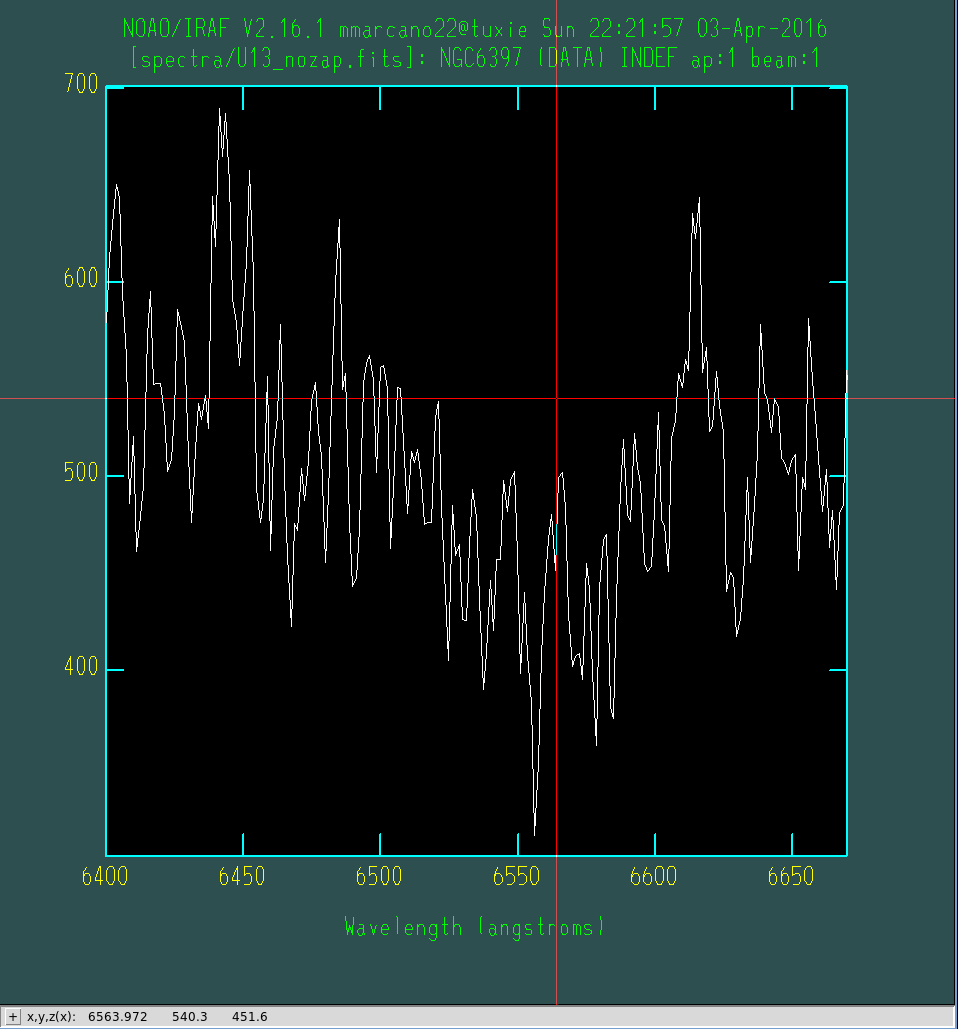 NOAO/IRAF V2.16.1 mmarcano22@tuxie Sun 22:21:57 03-Apr-2016
[spectra/U13_nozap.fits]: NGC6397 (DATA) INDEF ap:1 beam:1
700
600
500
400
6400 6450 6500 6550 6600 6650
Wavelength (angstroms)
+ x,y,z(x): 6563.972 540.3 451.6